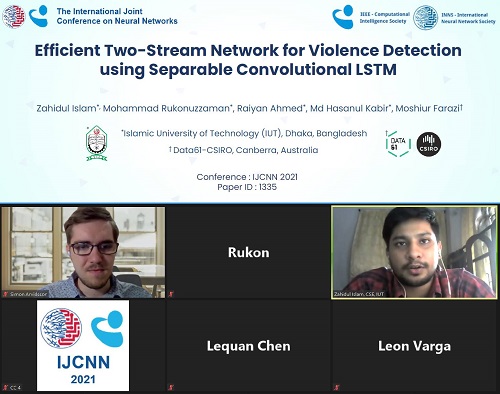 The International Joint
Conference on Neural Networks
IEEE - Computational
Intelligence Society
INNS - International
Neural Network Society
Efficient Two-Stream Network for Violence Detection
using Separable Convolutional LSTM
Zahidul Islam*, Mohammad Rukonuzzaman*, Raiyan Ahmed*, Md Hasanul Kabir*, Moshiur Farazi†
*Islamic University of Technology (IUT), Dhaka, Bangladesh
†Data61-CSIRO, Canberra, Australia
†
DATA
61
CSIRO
Conference : IJCNN 2021
Paper ID : 1335
Simon Arvidsson
Rukon
Zahidul Islam, CSE, IUT
IJCNN
2021
CC 4
Lequan Chen
Leon Varga